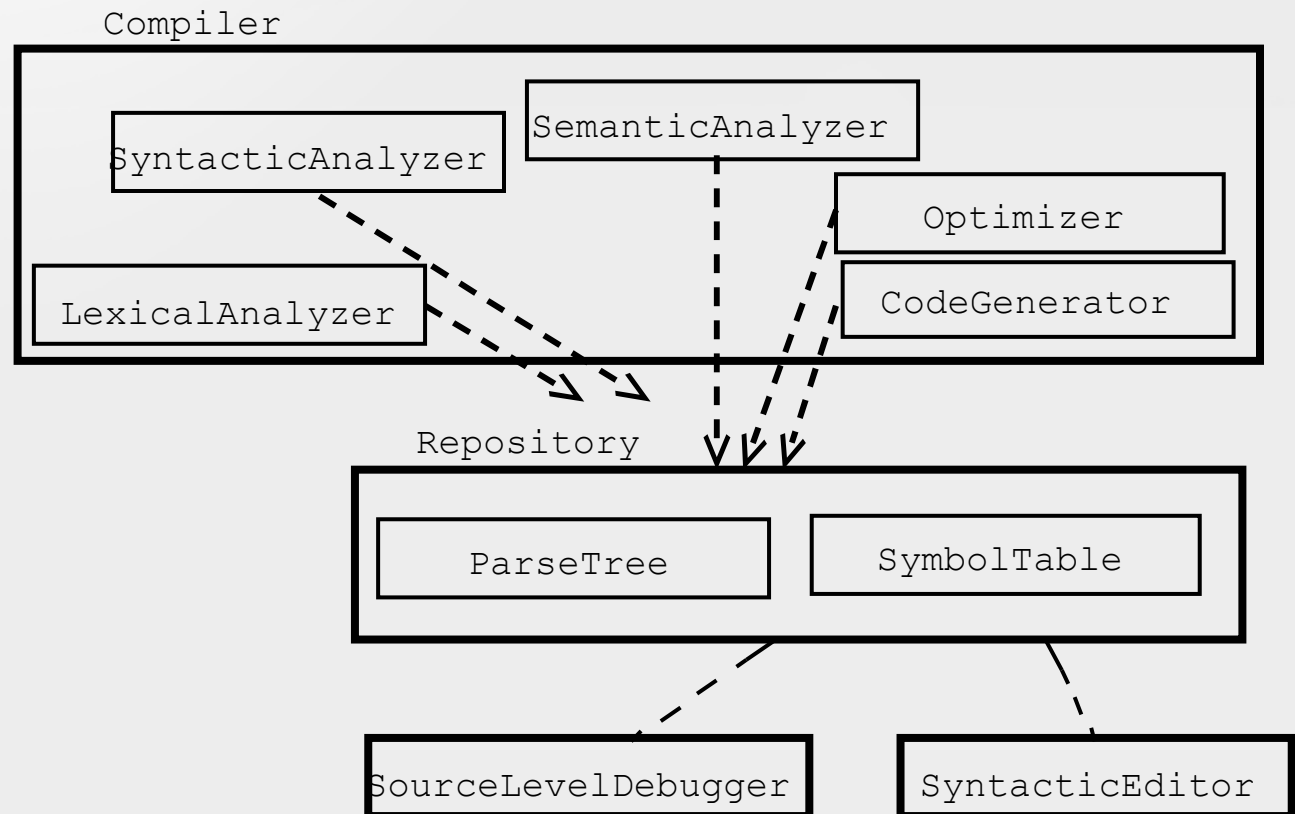 Compiler
SemanticAnalyzer
SyntacticAnalyzer
Optimizer
CodeGenerator
LexicalAnalyzer
Repository
ParseTree
SymbolTable
SourceLevelDebugger
SyntacticEditor